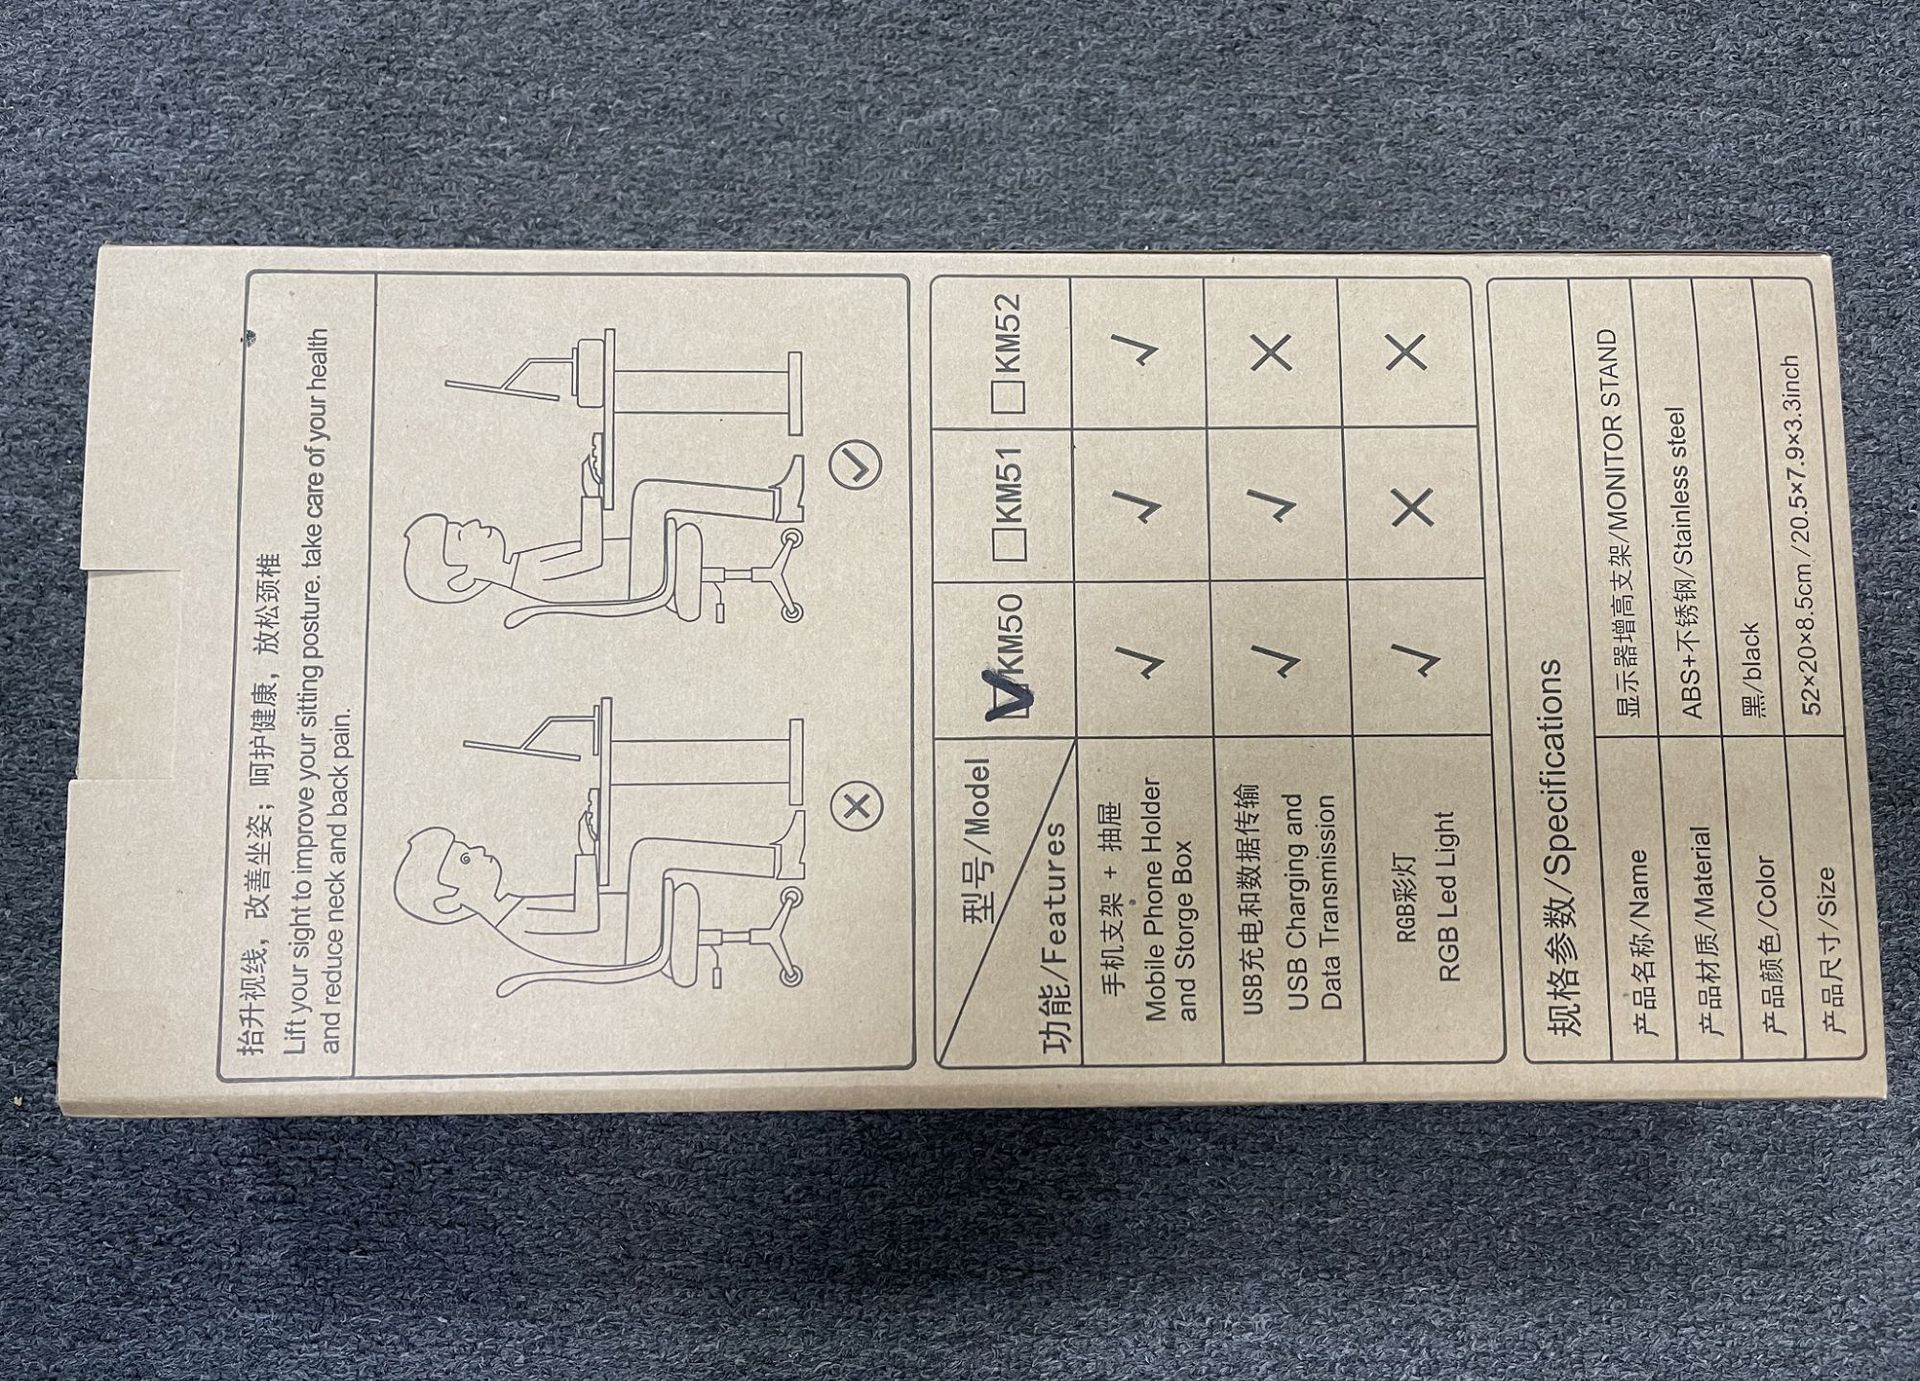 抬升视线，改善坐姿；呵护健康，放松颈椎
Lift your sight to improve your sitting posture. take care of your health
and reduce neck and back pain.
型号/Model
功能/Features
KM50
KM51
KM52
手机支架 + 抽屉
Mobile Phone Holder
and Storge Box
√ √ √
USB充电和数据传输
USB Charging and
Data Transmission
√ √ ×
RGB彩灯
RGB Led Light
√ × ×
规格参数/Specifications
产品名称/Name 显示器增高支架/MONITOR STAND
产品材质/Material ABS+不锈钢/Stainless steel
产品颜色/Color 黑/black
产品尺寸/Size 52×20×8.5cm/20.5×7.9×3.3inch